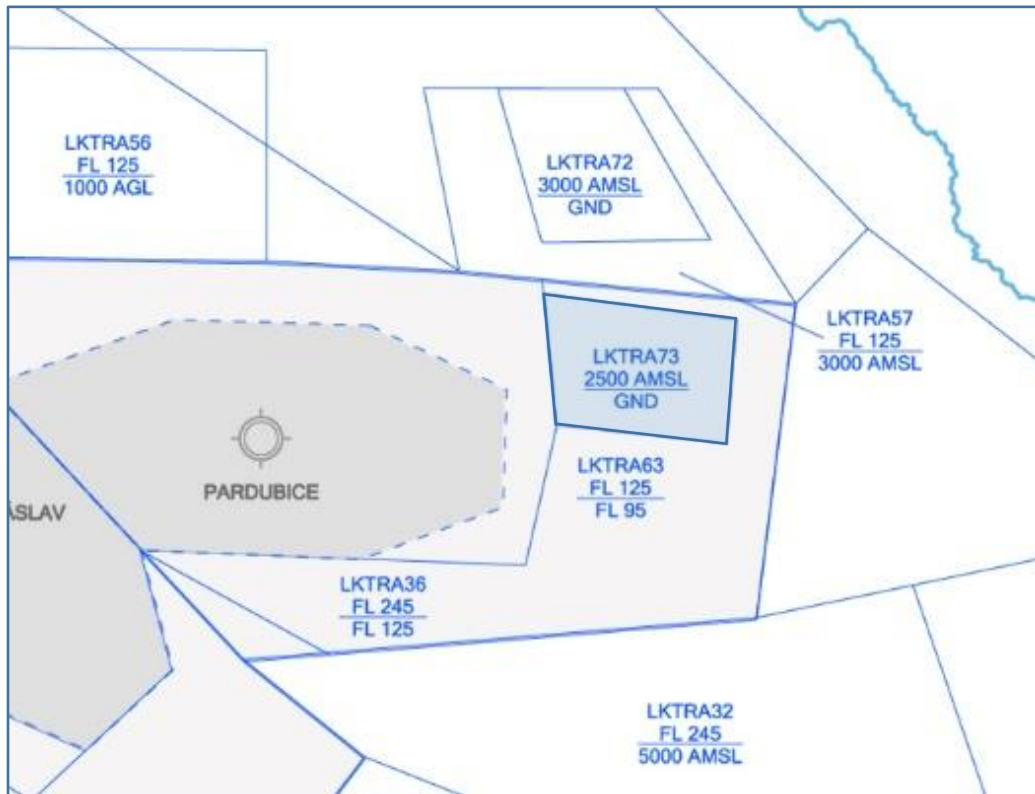 LKTRA56
FL 125
1000 AGL
LKTRA72
3000 AMSL
GND
LKTRA57
FL 125
3000 AMSL
LKTRA73
2500 AMSL
GND
LKTRA63
FL 125
FL 95
PARDUBICE
ÁSLAV
LKTRA36
FL 245
FL 125
LKTRA32
FL 245
5000 AMSL